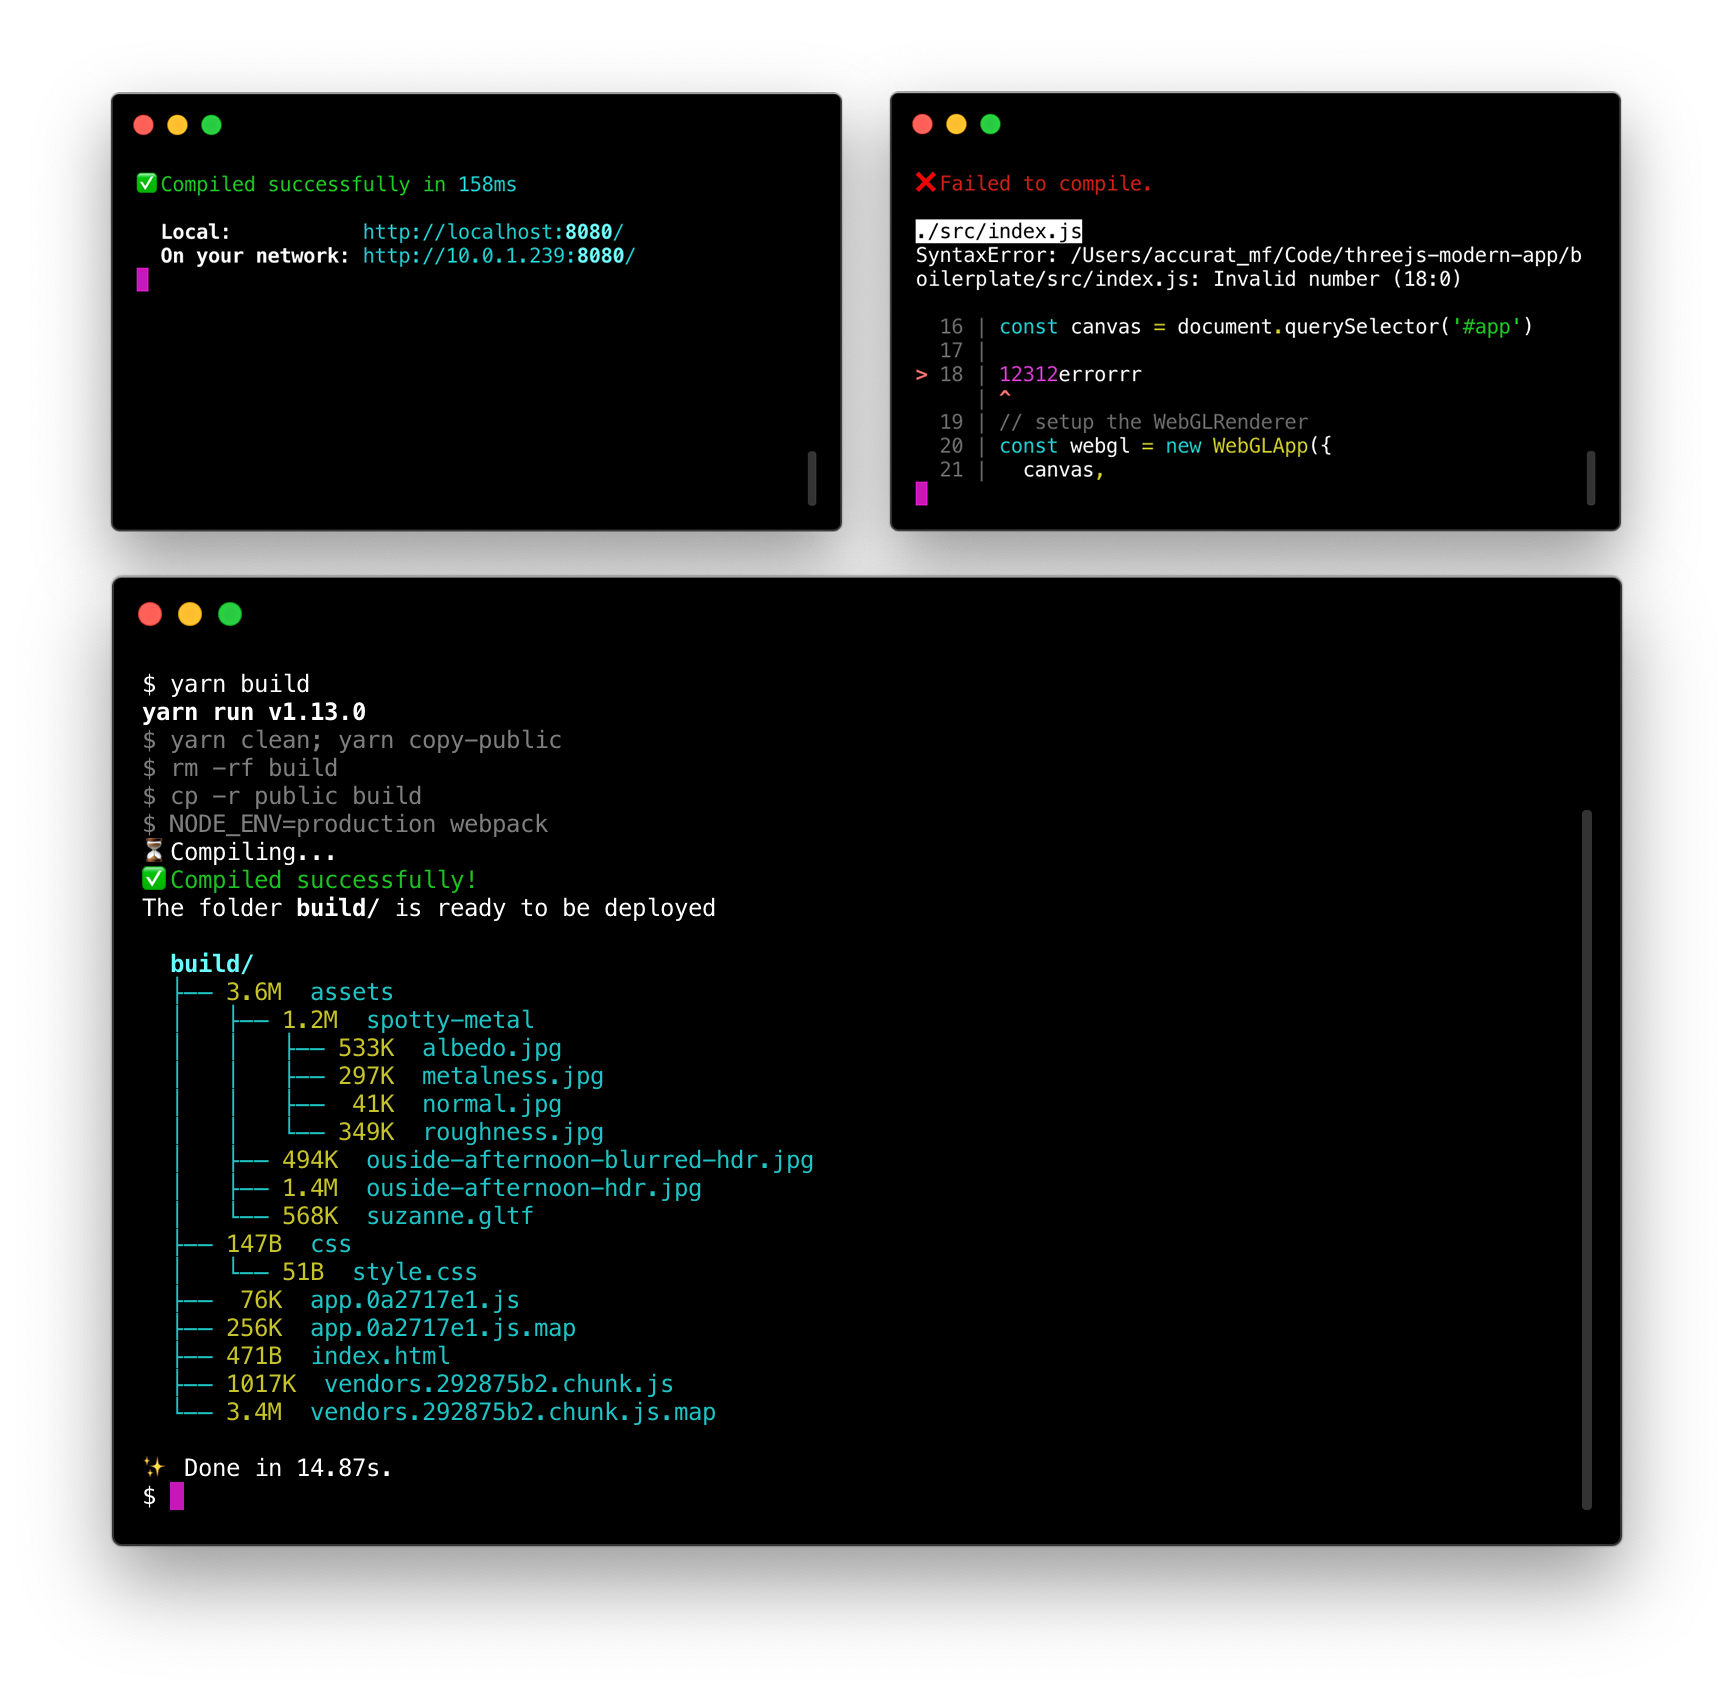 ✅Compiled successfully in 158ms
Local: http://localhost:8080/
On your network: http://10.0.1.239:8080/
❌Failed to compile.
./src/index.js
SyntaxError: /Users/accurat_mf/Code/threejs-modern-app/b
oilerplate/src/index.js: Invalid number (18:0)
16 | const canvas = document.querySelector('#app')
17 |
> 18 | 12312errorrr
| ^
19 | // setup the WebGLRenderer
20 | const webgl = new WebGLApp({
21 |   canvas,
$ yarn build
yarn run v1.13.0
$ yarn clean; yarn copy-public
$ rm -rf build
$ cp -r public build
$ NODE_ENV=production webpack
⏳Compiling...
✅Compiled successfully!
The folder build/ is ready to be deployed
build/
├── 3.6M  assets
│   ├── 1.2M  spotty-metal
│   │   ├── 533K  albedo.jpg
│   │   ├── 297K  metalness.jpg
│   │   ├──  41K  normal.jpg
│   │   └── 349K  roughness.jpg
│   ├── 494K  ouside-afternoon-blurred-hdr.jpg
│   ├── 1.4M  ouside-afternoon-hdr.jpg
│   └── 568K  suzanne.gltf
├── 147B  css
│   └── 51B  style.css
├──  76K  app.0a2717e1.js
├── 256K  app.0a2717e1.js.map
├── 471B  index.html
├── 1017K  vendors.292875b2.chunk.js
└── 3.4M  vendors.292875b2.chunk.js.map
✨ Done in 14.87s.
$